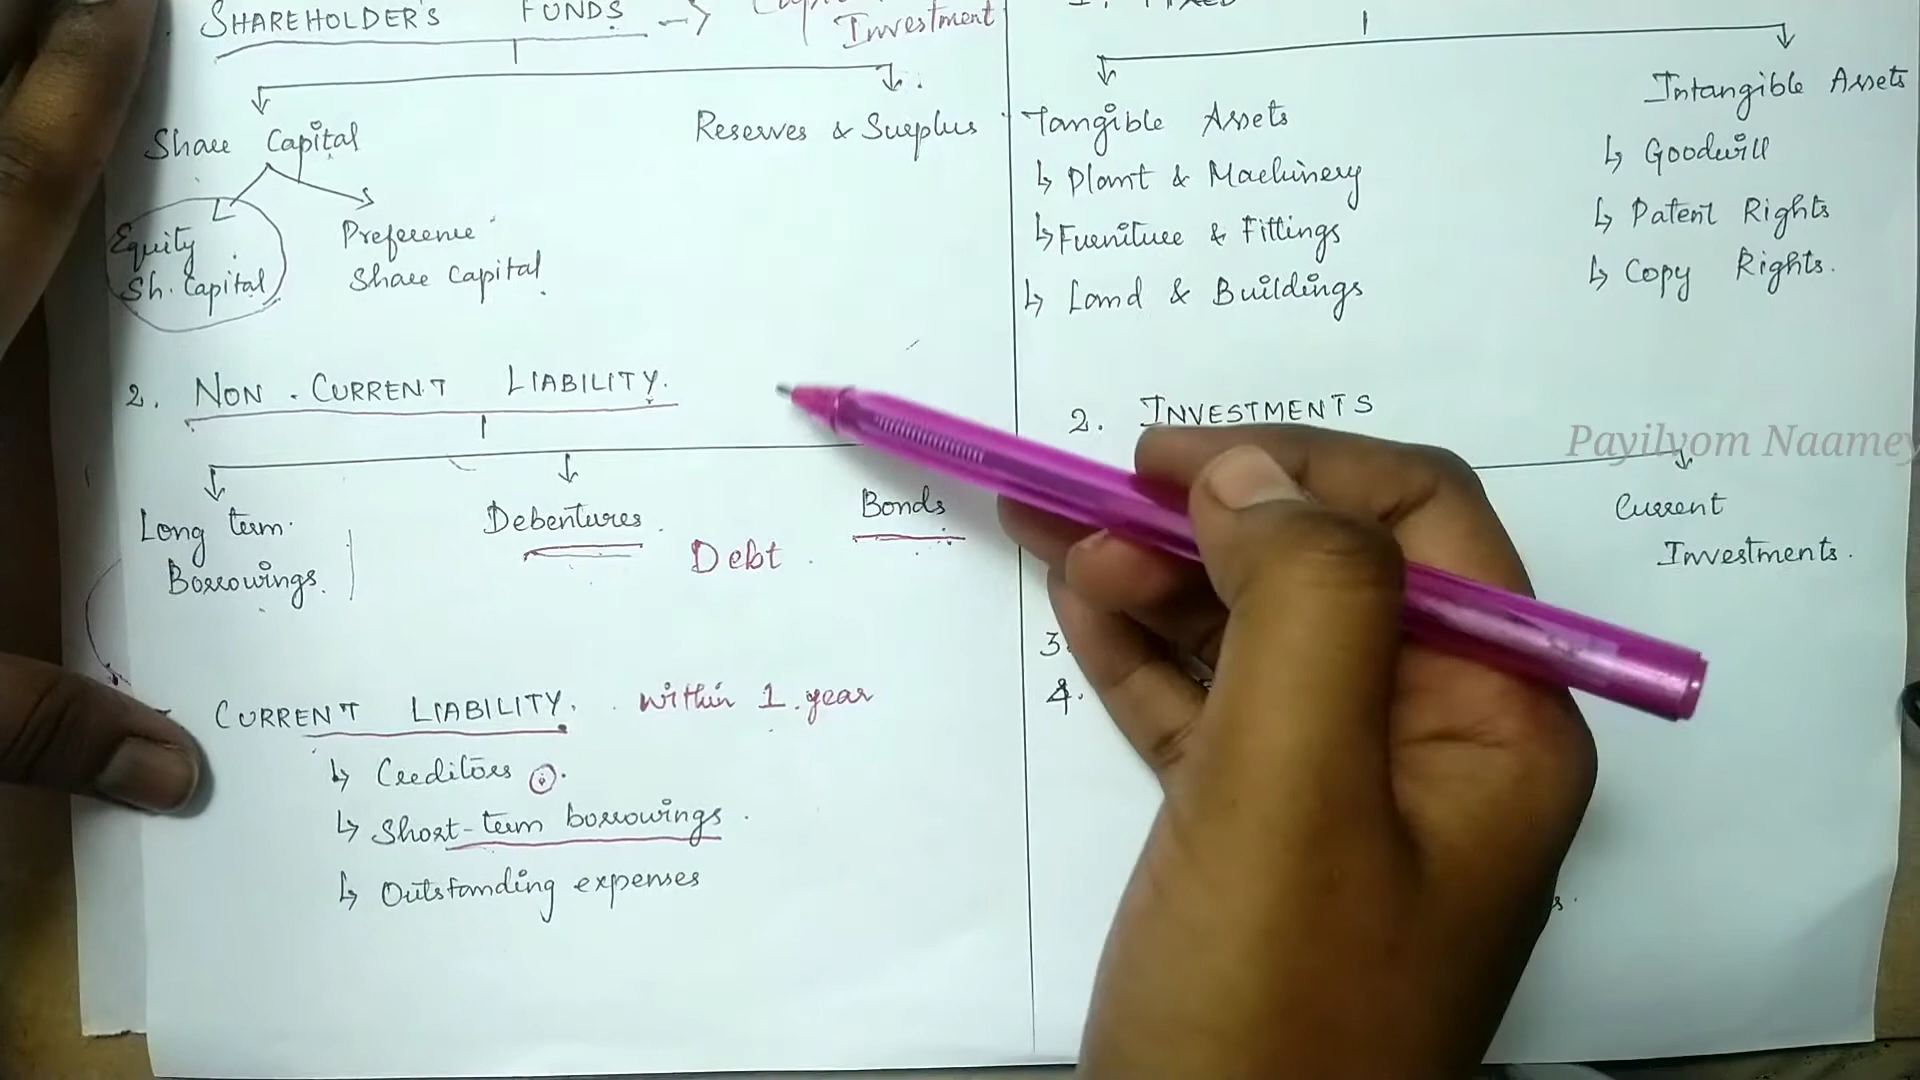 SHAREHOLDER'S FUNDS ->
Investment
Share Capital
Reserves & Surplus
Equity
Sh. Capital
Preference
Share Capital
2. NON-CURRENT LIABILITY.
Long term
Borrowings.
Debentures
Debt
Bonds
CURRENT LIABILITY. within 1 year
↳ Creditors
↳ Short-term borrowings
↳ Outstanding expenses
Tangible Assets
↳ Plant & Machinery
↳ Furniture & Fittings
↳ Land & Buildings
Intangible Assets
↳ Goodwill
↳ Patent Rights
↳ Copy Rights.
2. INVESTMENTS
Payilvom Naamey
Current
Investments.
3.
4.